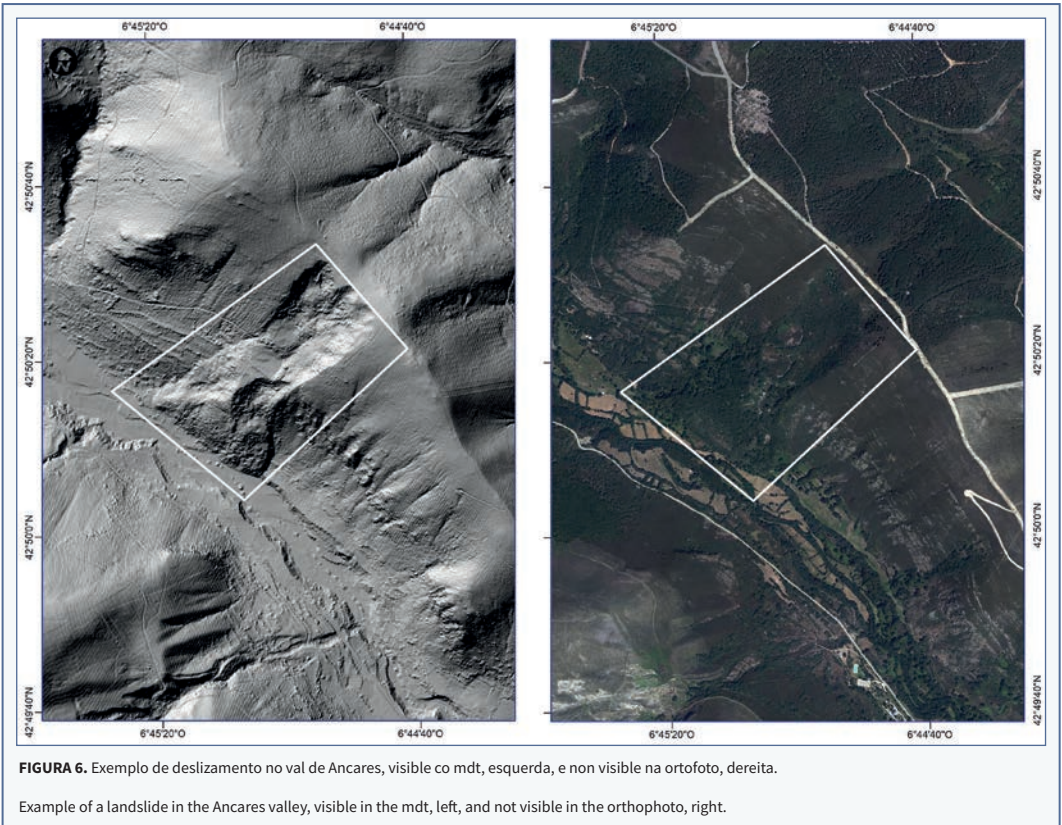 6°45'20"O 6°44'40"O 6°45'20"O 6°44'40"O
42°50'40"N 42°50'40"N
42°50'20"N 42°50'20"N
42°50'0"N 42°50'0"N
42°49'40"N 42°49'40"N
6°45'20"O 6°44'40"O 6°45'20"O 6°44'40"O
FIGURA 6. Exemplo de deslizamento no val de Ancares, visible co mdt, esquerda, e non visible na ortofoto, dereita.
Example of a landslide in the Ancares valley, visible in the mdt, left, and not visible in the orthophoto, right.